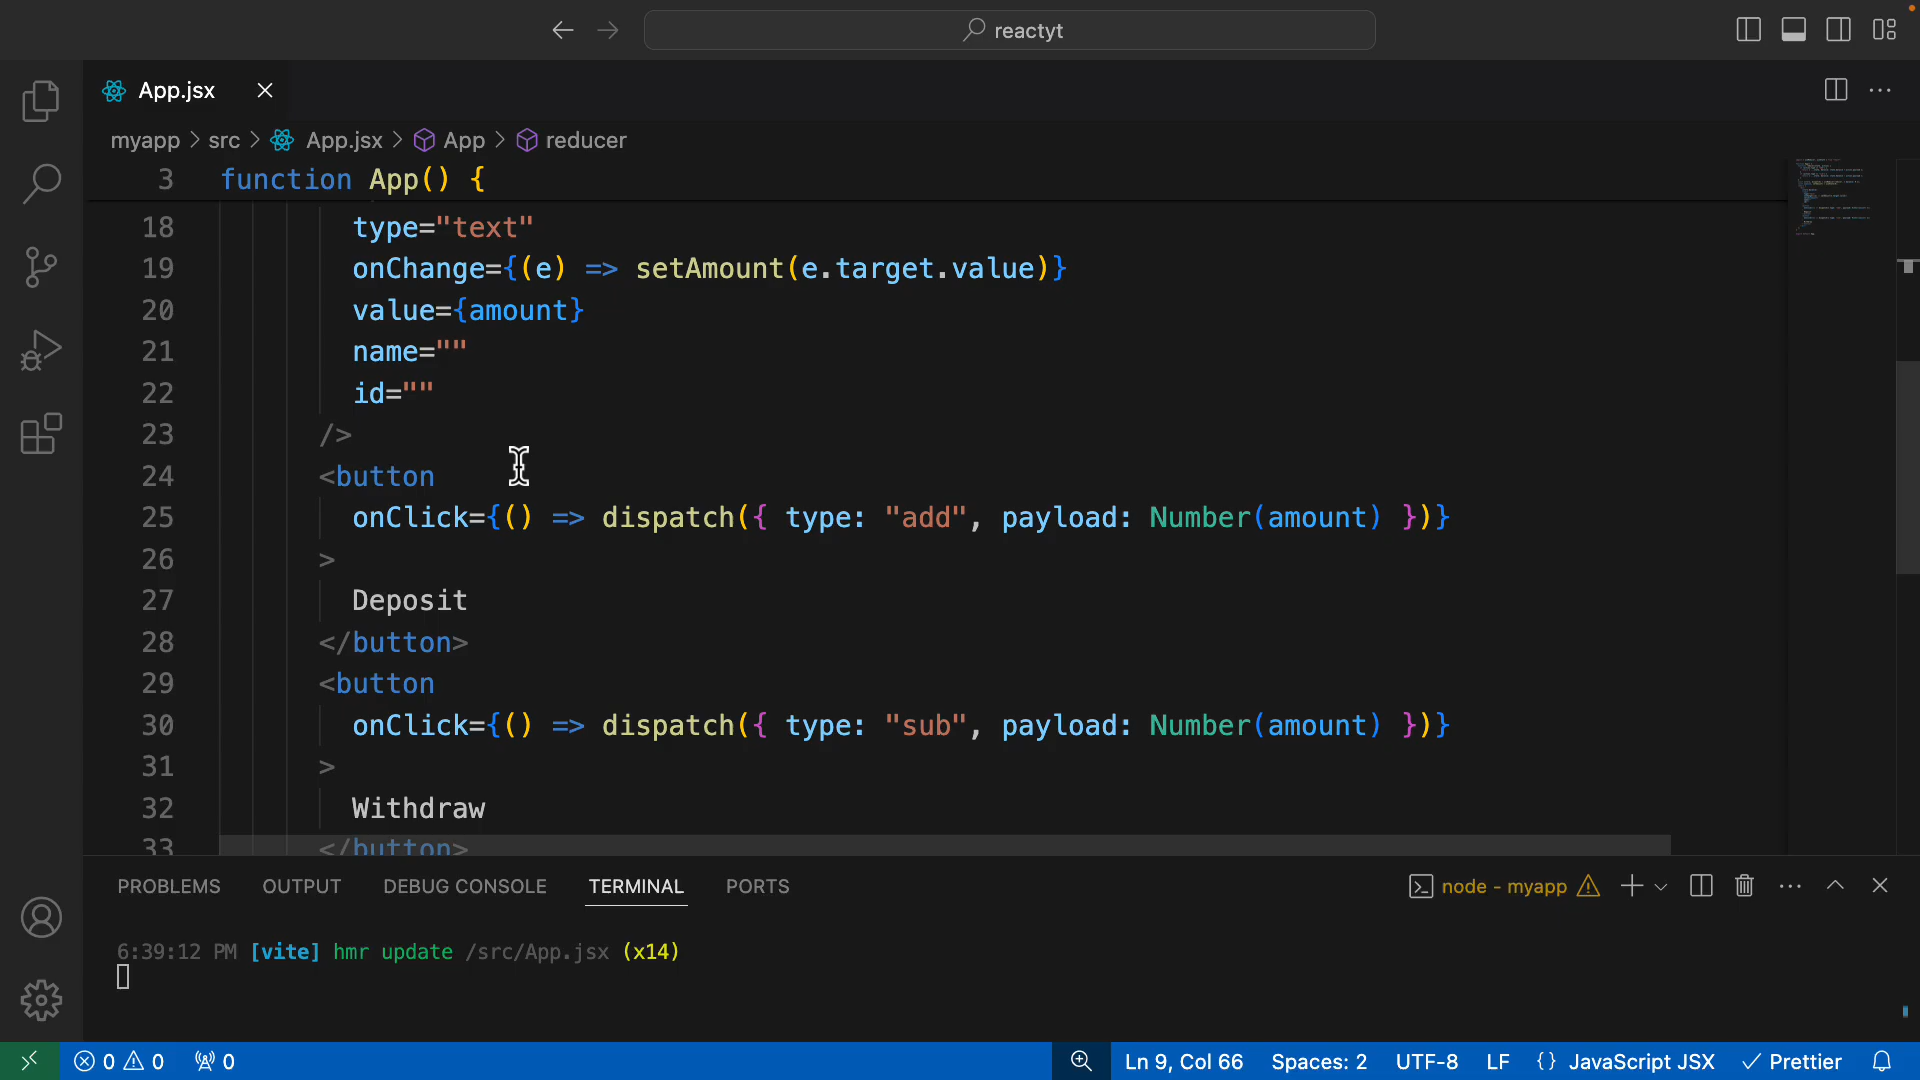 reactyt
App.jsx
myapp > src > App.jsx > App > reducer
3 function App() {
18 type="text"
19 onChange={(e) => setAmount(e.target.value)}
20 value={amount}
21 name=""
22 id=""
23 />
24 <button
25 onClick={() => dispatch({ type: "add", payload: Number(amount) })}
26 >
27 Deposit
28 </button>
29 <button
30 onClick={() => dispatch({ type: "sub", payload: Number(amount) })}
31 >
32 Withdraw
33 </button>
PROBLEMS OUTPUT DEBUG CONSOLE TERMINAL PORTS node - myapp
6:39:12 PM [vite] hmr update /src/App.jsx (x14)
0 0 0 Ln 9, Col 66 Spaces: 2 UTF-8 LF {} JavaScript JSX Prettier